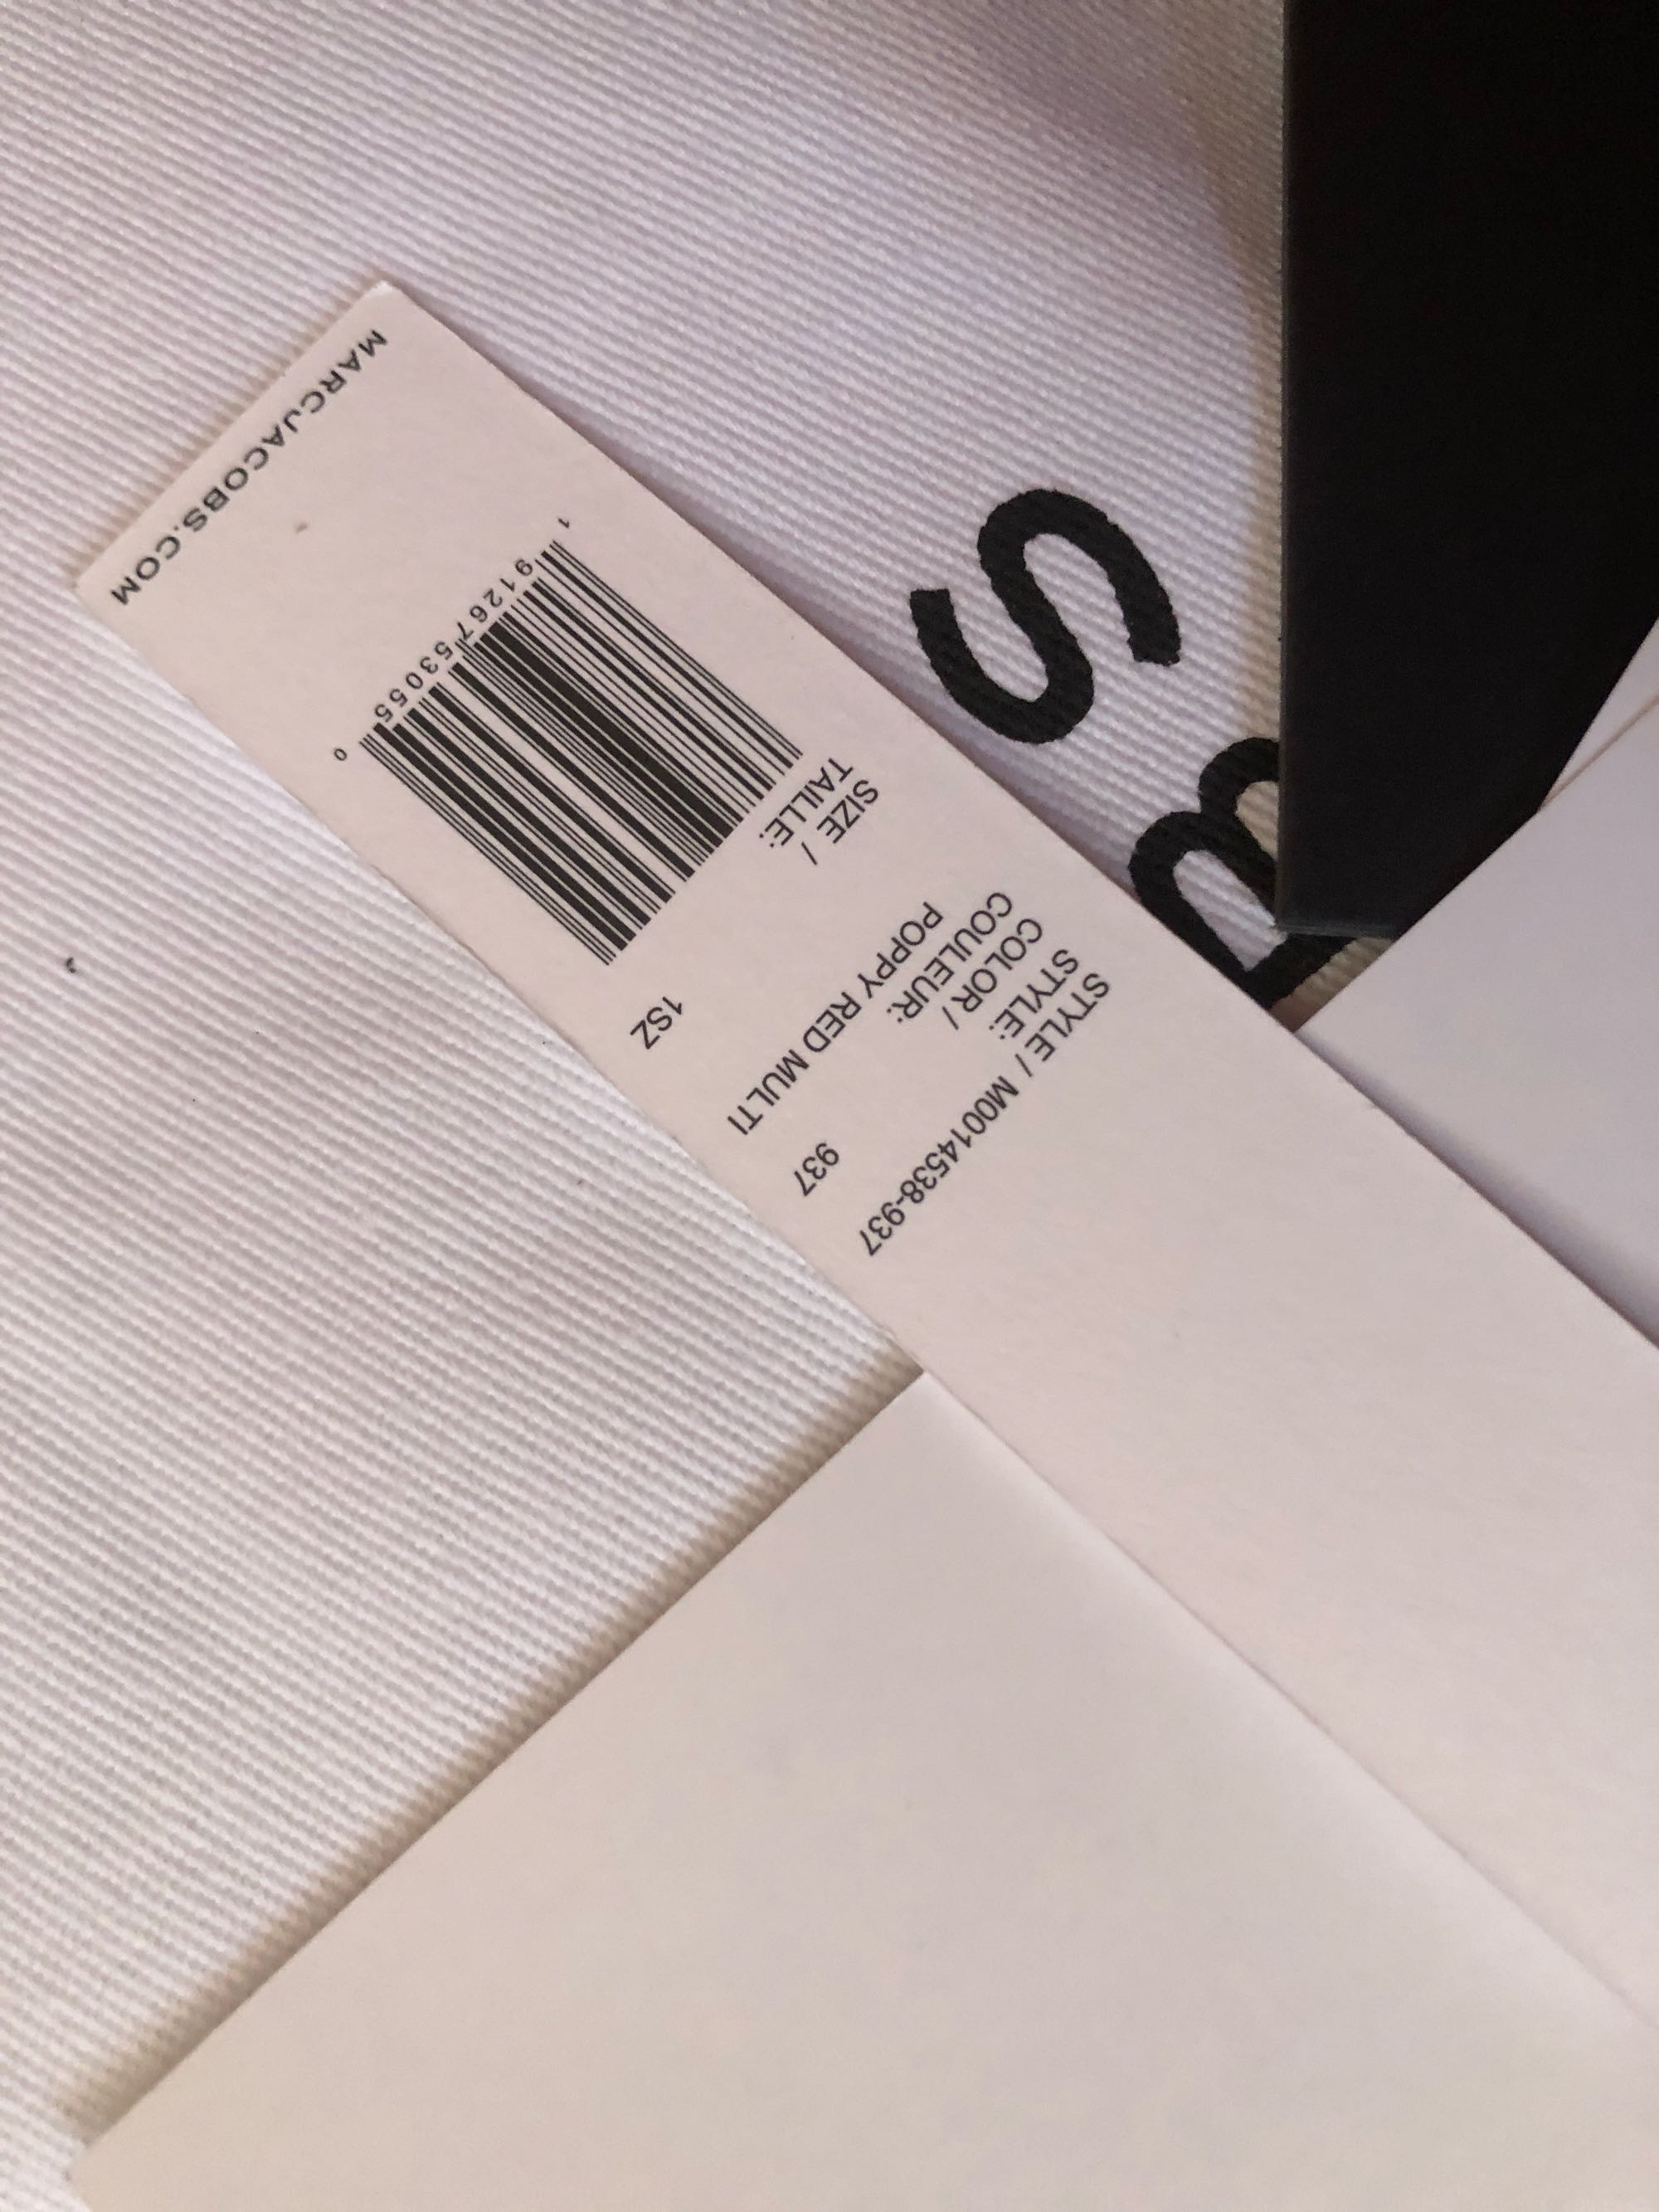 STYLE / M0014538-937
STYLE:
COLOR / 937
COULEUR:
POPPY RED MULTI
SIZE / 1SZ
TAILLE:
1 91267 53055 0
MARCJACOBS.COM
BS